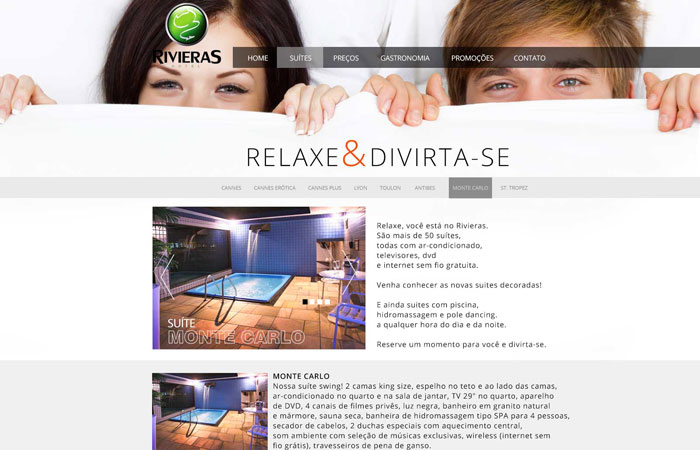 RIVIERAS
HOTEL
HOME SUÍTES PREÇOS GASTRONOMIA PROMOÇÕES CONTATO
RELAXE&DIVIRTA-SE
CANNES CANNES ERÓTICA CANNES PLUS LYON TOULON ANTIBES MONTE CARLO ST. TROPEZ
SUÍTE
MONTE CARLO
Relaxe, você está no Rivieras.
São mais de 50 suítes,
todas com ar-condicionado,
televisores, dvd
e internet sem fio gratuita.
Venha conhecer as novas suites decoradas!
E ainda suites com piscina,
hidromassagem e pole dancing.
a qualquer hora do dia e da noite.
Reserve um momento para você e divirta-se.
MONTE CARLO
Nossa suíte swing! 2 camas king size, espelho no teto e ao lado das camas,
ar-condicionado no quarto e na sala de jantar, TV 29" no quarto, aparelho
de DVD, 4 canais de filmes privês, luz negra, banheiro em granito natural
e mármore, sauna seca, banheira de hidromassagem tipo SPA para 4 pessoas,
secador de cabelos, 2 duchas especiais com aquecimento central,
som ambiente com seleção de músicas exclusivas, wireless (internet sem
fio grátis), travesseiros de pena de ganso.